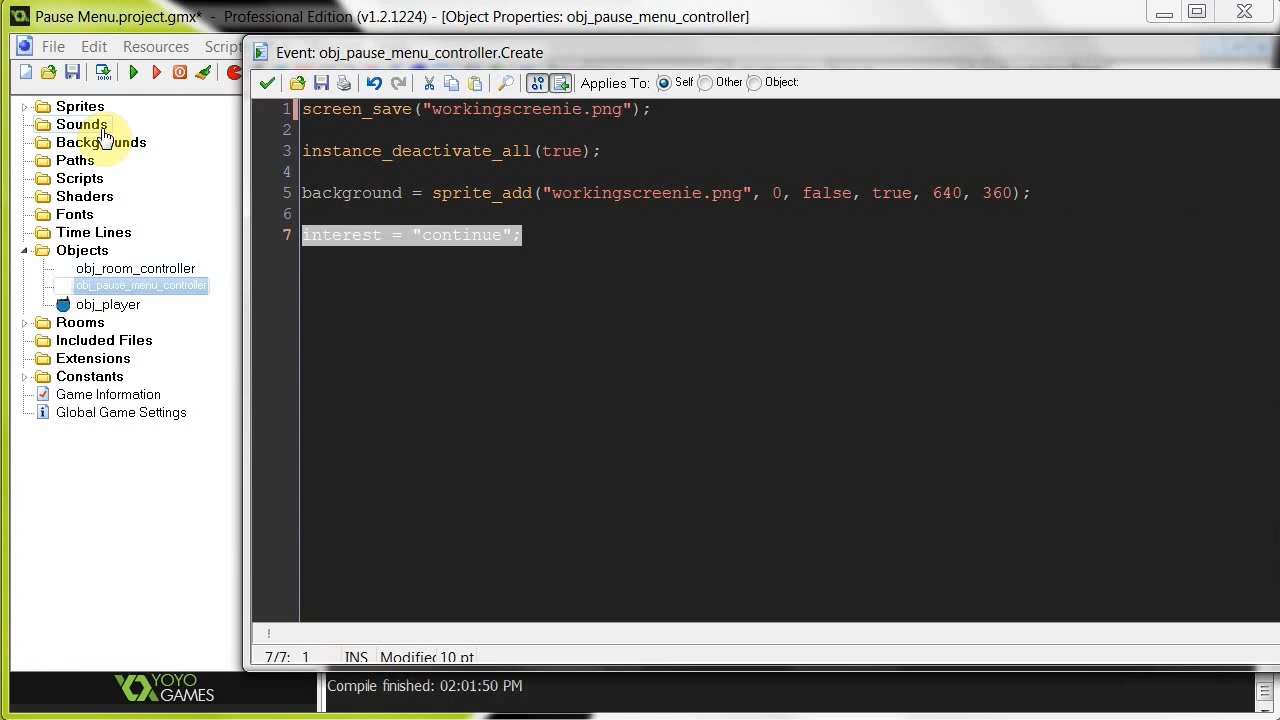 Pause Menu.project.gmx* - Professional Edition (v1.2.1224) - [Object Properties: obj_pause_menu_controller]
File Edit Resources Scrip
Event: obj_pause_menu_controller.Create
Applies To: Self Other Object
Sprites
Sounds
Backgrounds
Paths
Scripts
Shaders
Fonts
Time Lines
Objects
obj_room_controller
obj_pause_menu_controller
obj_player
Rooms
Included Files
Extensions
Constants
Game Information
Global Game Settings
1 screen_save("workingscreenie.png");
2
3 instance_deactivate_all(true);
4
5 background = sprite_add("workingscreenie.png", 0, false, true, 640, 360);
6
7 interest = "continue";
!
7/7: 1 INS Modified 10 pt
YOYO
GAMES
Compile finished: 02:01:50 PM